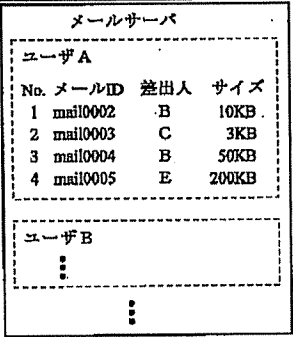 メールサーバ
ユーザA
No. メールID 差出人 サイズ
1 mail0002 B 10KB
2 mail0003 C 3KB
3 mail0004 B 50KB
4 mail0005 E 200KB
ユーザB